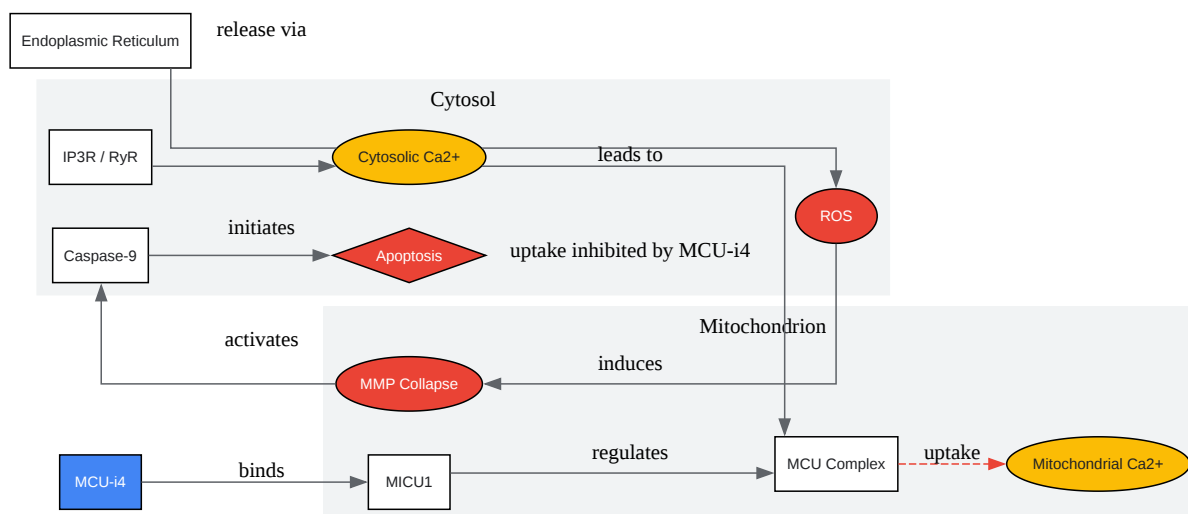 Endoplasmic Reticulum
release via
Cytosol
IP3R / RyR
Cytosolic Ca2+
leads to
ROS
Caspase-9
initiates
Apoptosis
uptake inhibited by MCU-i4
Mitochondrion
activates
MMP Collapse
induces
MCU-i4
binds
MICU1
regulates
MCU Complex
uptake
Mitochondrial Ca2+